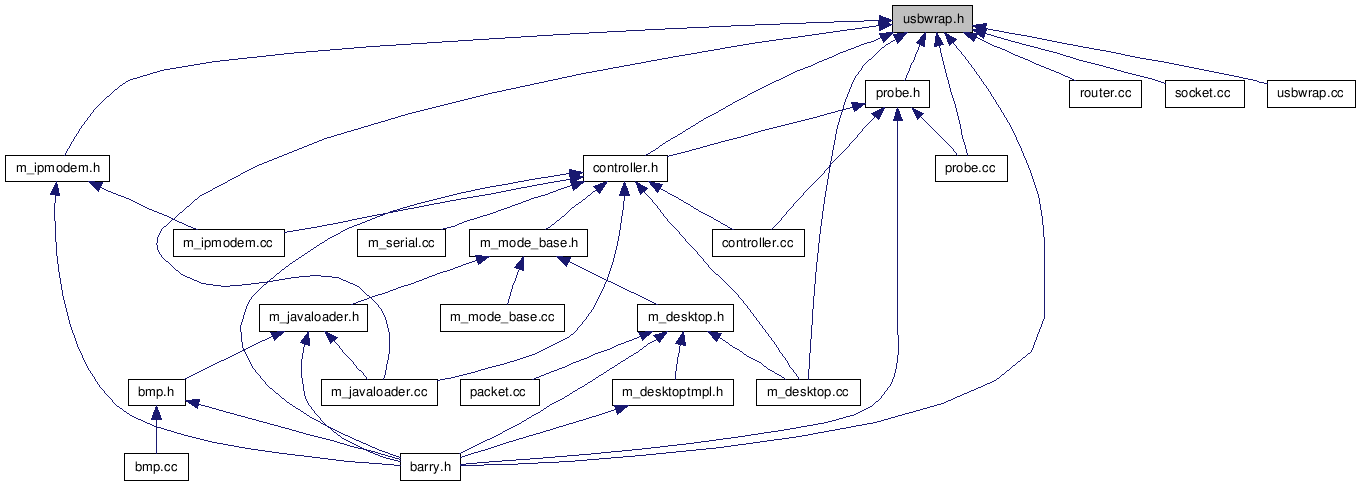 usbwrap.h
probe.h
router.cc
socket.cc
usbwrap.cc
m_ipmodem.h
controller.h
probe.cc
m_ipmodem.cc
m_serial.cc
m_mode_base.h
controller.cc
m_javaloader.h
m_mode_base.cc
m_desktop.h
bmp.h
m_javaloader.cc
packet.cc
m_desktoptmpl.h
m_desktop.cc
bmp.cc
barry.h